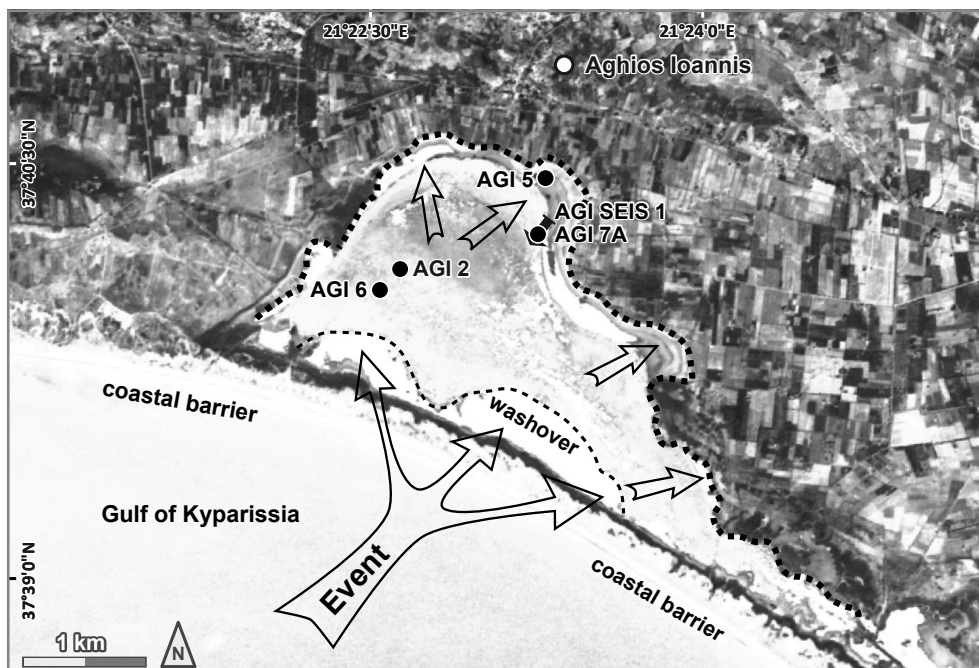 21°22'30"E
21°24'0"E
Aghios Ioannis
37°40'30"N
AGI 5
AGI SEIS 1
AGI 7A
AGI 2
AGI 6
coastal barrier
washover
Gulf of Kyparissia
Event
37°39'0"N
coastal barrier
1 km
N